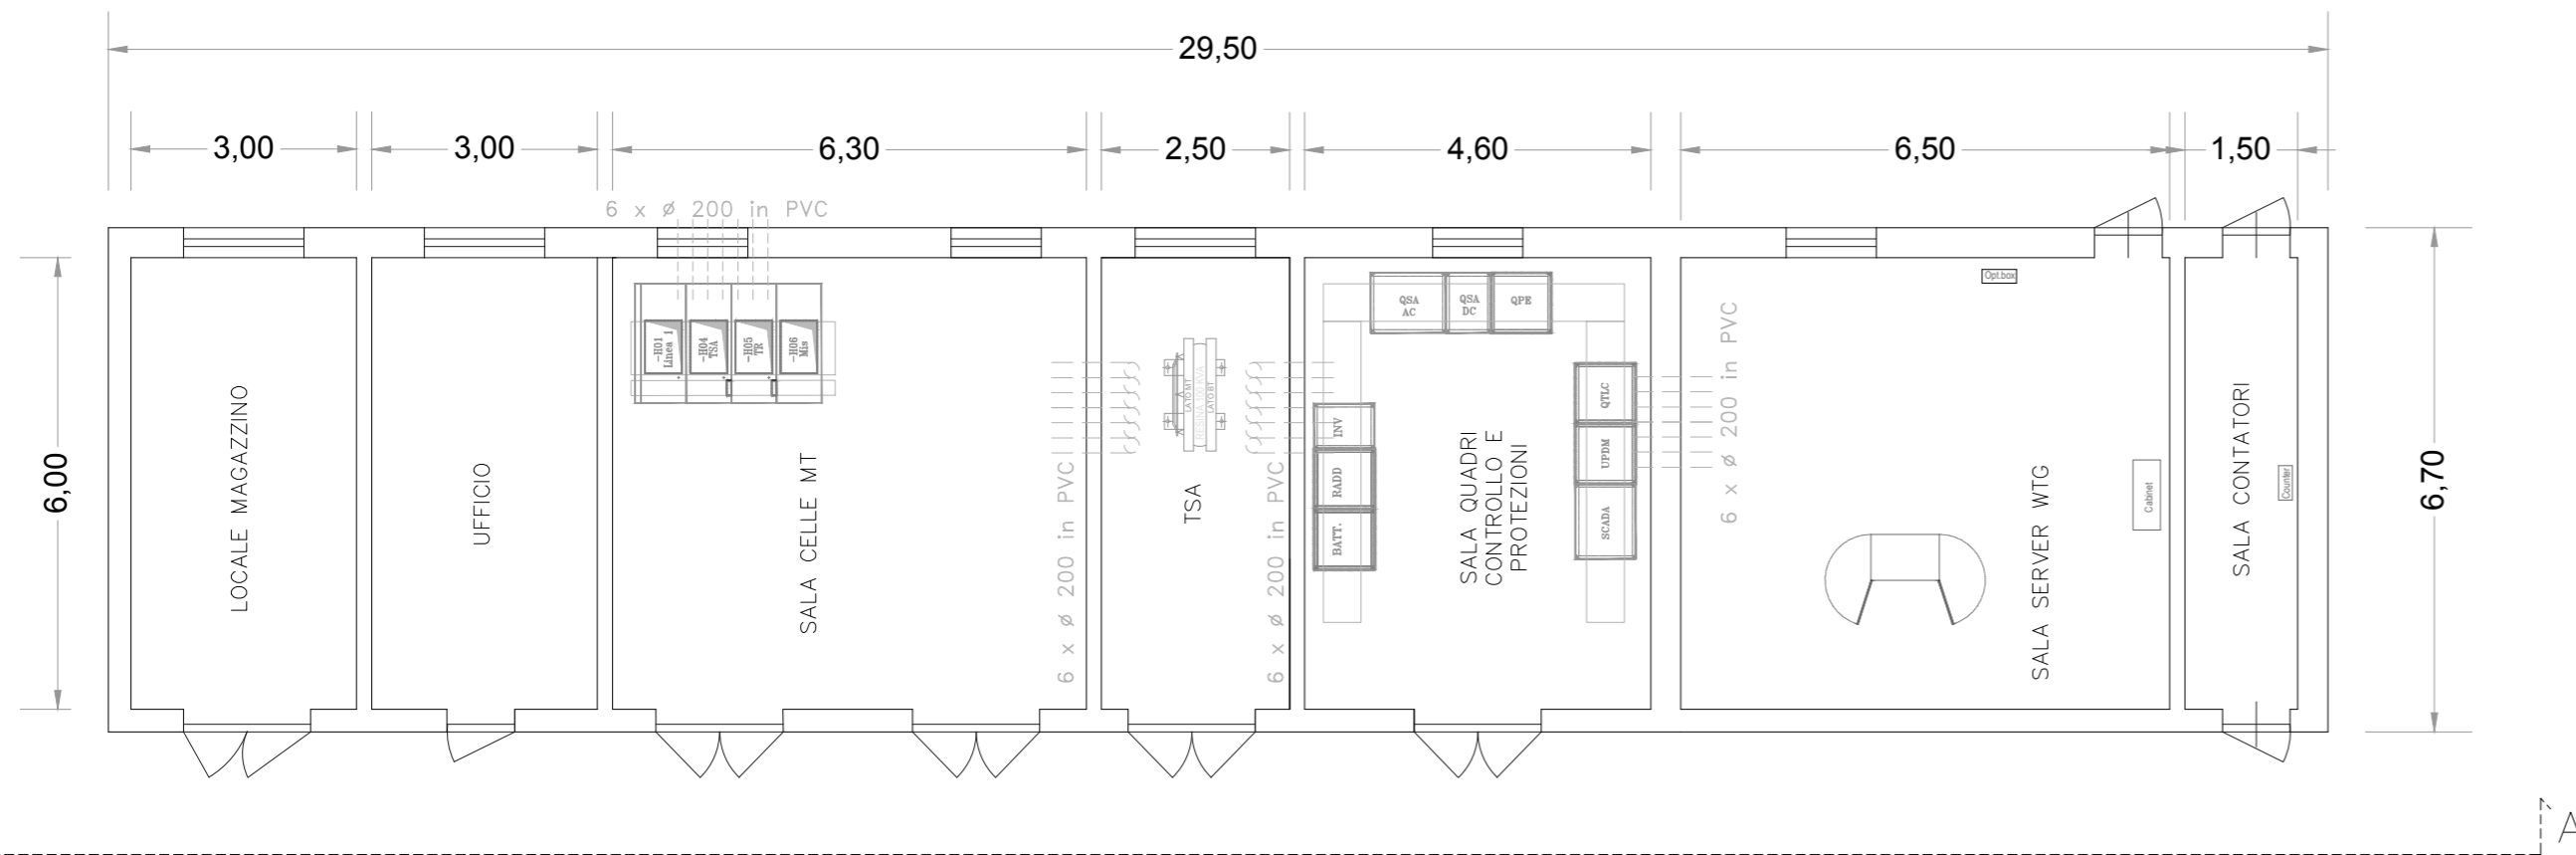 29,50
3,00
3,00
6,30
2,50
4,60
6,50
1,50
6 x ø 200 in PVC
6,00
6,70
LOCALE MAGAZZINO
UFFICIO
SALA CELLE MT
-H01
Linea 1
-H04
TSA
-H05
TR
-H06
Mis
6 x ø 200 in PVC
TSA
LATO MT
LATO BT
6 x ø 200 in PVC
QSA
AC
QSA
DC
QPE
INV
RADD
BATT.
SALA QUADRI
CONTROLLO E
PROTEZIONI
QTLC
UPDM
SCADA
6 x ø 200 in PVC
Opt.box
Cabinet
SALA SERVER WTG
SALA CONTATORI
Counter
A